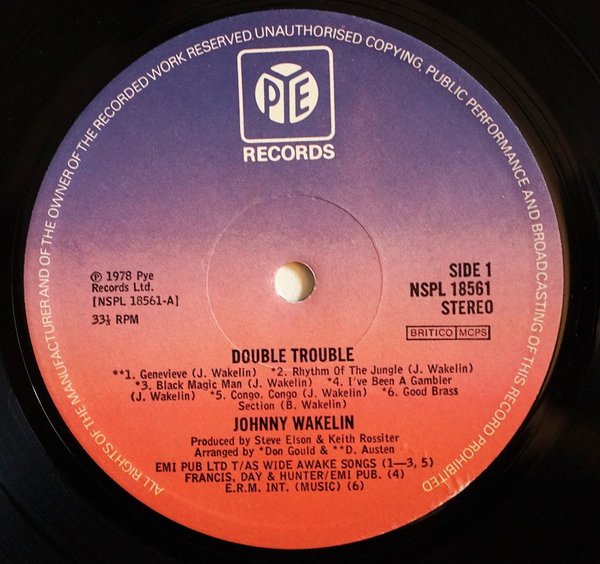 ALL RIGHTS OF THE MANUFACTURER AND OF THE OWNER OF THE RECORDED WORK RESERVED. UNAUTHORISED COPYING, PUBLIC PERFORMANCE AND BROADCASTING OF THIS RECORD PROHIBITED
PYE
RECORDS
℗ 1978 Pye
Records Ltd.
[NSPL 18561-A]
33⅓ RPM
SIDE 1
NSPL 18561
STEREO
BRITICO MCPS
DOUBLE TROUBLE
**1. Genevieve (J. Wakelin) *2. Rhythm Of The Jungle (J. Wakelin)
*3. Black Magic Man (J. Wakelin) *4. I've Been A Gambler
(J. Wakelin) *5. Congo, Congo (J. Wakelin) *6. Good Brass
Section (B. Wakelin)
JOHNNY WAKELIN
Produced by Steve Elson & Keith Rossiter
Arranged by *Don Gould & **D. Austen
EMI PUB LTD T/AS WIDE AWAKE SONGS (1—3, 5)
FRANCIS, DAY & HUNTER/EMI PUB. (4)
E.R.M. INT. (MUSIC) (6)